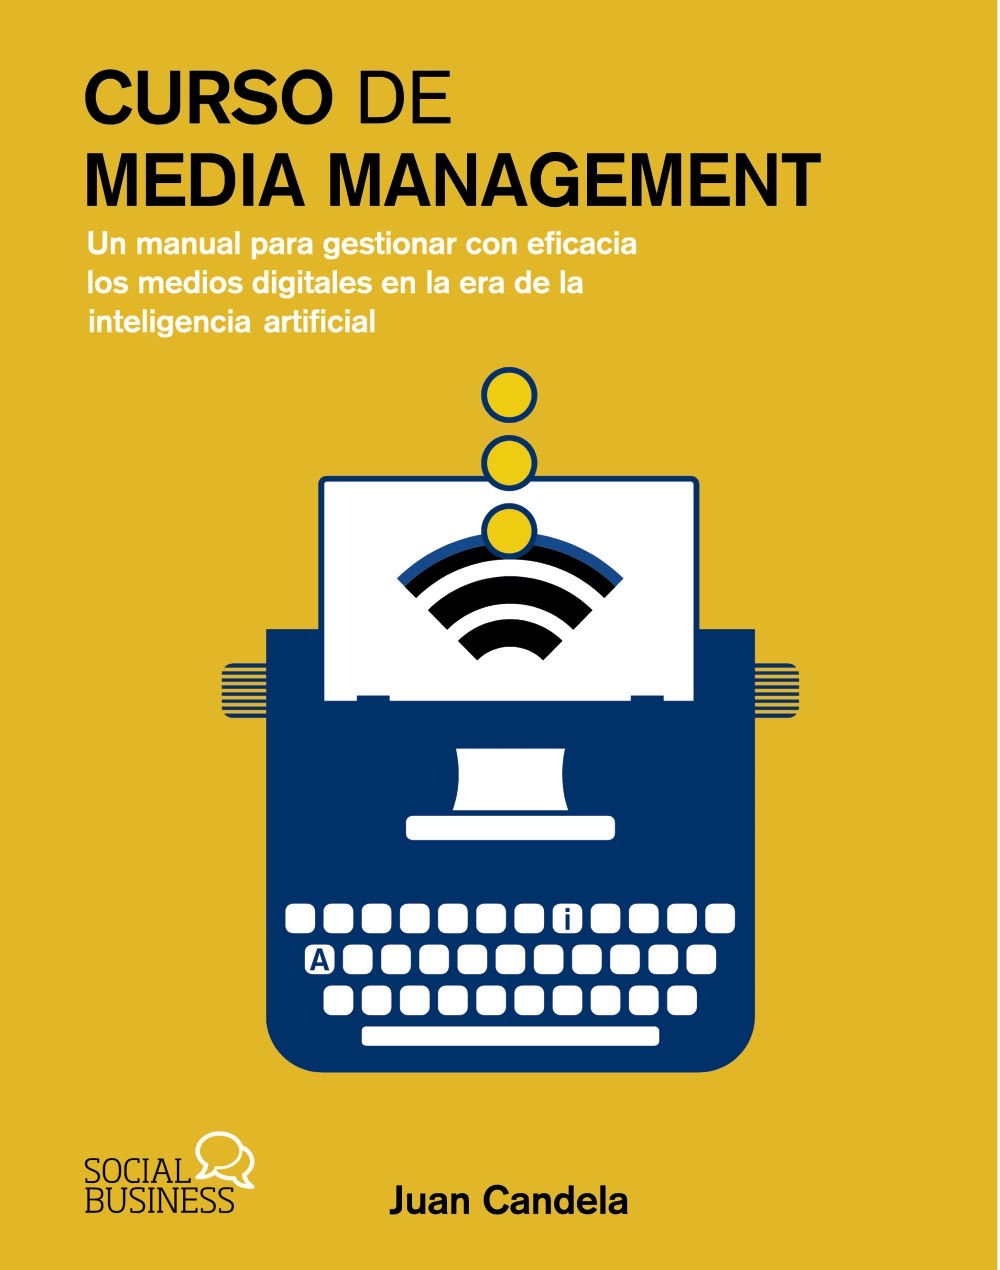 CURSO DE
MEDIA MANAGEMENT
Un manual para gestionar con eficacia
los medios digitales en la era de la
inteligencia artificial
i
A
SOCIAL
BUSINESS
Juan Candela